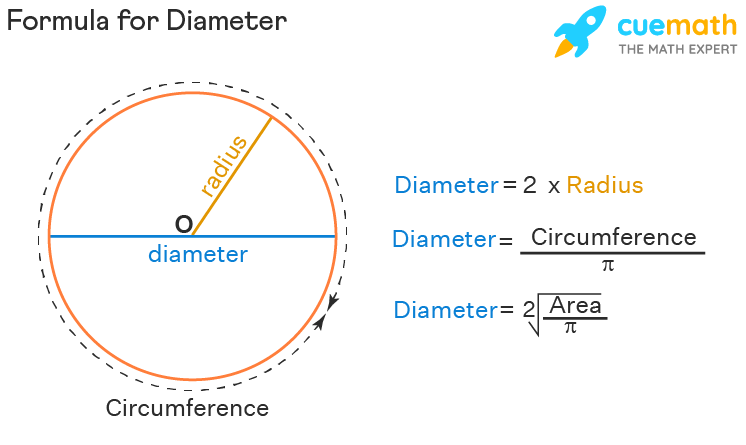 Formula for Diameter
cuemath
THE MATH EXPERT
radius
O
diameter
Circumference
Diameter = 2 x Radius
Diameter = Circumference
π
Diameter = 2√Area
π